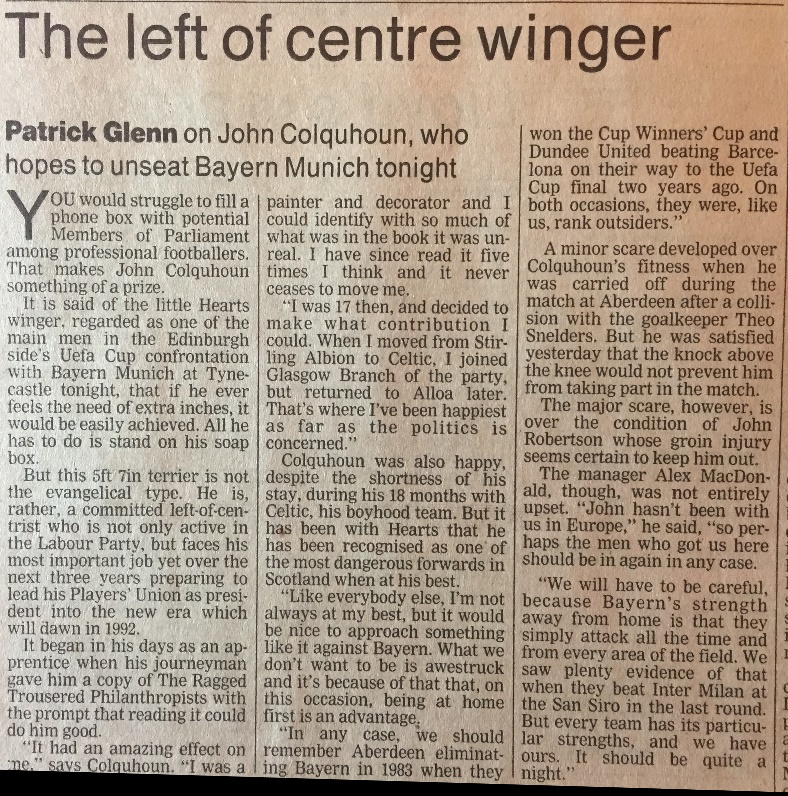 The left of centre winger
Patrick Glenn on John Colquhoun, who
hopes to unseat Bayern Munich tonight
YOU would struggle to fill a
phone box with potential
Members of Parliament
among professional footballers.
That makes John Colquhoun
something of a prize.
It is said of the little Hearts
winger, regarded as one of the
main men in the Edinburgh
side's Uefa Cup confrontation
with Bayern Munich at Tyne-
castle tonight, that if he ever
feels the need of extra inches, it
would be easily achieved. All he
has to do is stand on his soap
box.
But this 5ft 7in terrier is not
the evangelical type. He is,
rather, a committed left-of-cen-
trist who is not only active in
the Labour Party, but faces his
most important job yet over the
next three years preparing to
lead his Players' Union as presi-
dent into the new era which
will dawn in 1992.
It began in his days as an ap-
prentice when his journeyman
gave him a copy of The Ragged
Trousered Philanthropists with
the prompt that reading it could
do him good.
"It had an amazing effect on
me," says Colquhoun. "I was a
painter and decorator and I
could identify with so much of
what was in the book it was un-
real. I have since read it five
times I think and it never
ceases to move me.
"I was 17 then, and decided to
make what contribution I
could. When I moved from Stir-
ling Albion to Celtic, I joined
Glasgow Branch of the party,
but returned to Alloa later.
That's where I've been happiest
as far as the politics is
concerned."
Colquhoun was also happy,
despite the shortness of his
stay, during his 18 months with
Celtic, his boyhood team. But it
has been with Hearts that he
has been recognised as one of
the most dangerous forwards in
Scotland when at his best.
"Like everybody else, I'm not
always at my best, but it would
be nice to approach something
like it against Bayern. What we
don't want to be is awestruck
and it's because of that that, on
this occasion, being at home
first is an advantage.
"In any case, we should
remember Aberdeen eliminat-
ing Bayern in 1983 when they
won the Cup Winners' Cup and
Dundee United beating Barce-
lona on their way to the Uefa
Cup final two years ago. On
both occasions, they were, like
us, rank outsiders."
A minor scare developed over
Colquhoun's fitness when he
was carried off during the
match at Aberdeen after a colli-
sion with the goalkeeper Theo
Snelders. But he was satisfied
yesterday that the knock above
the knee would not prevent him
from taking part in the match.
The major scare, however, is
over the condition of John
Robertson whose groin injury
seems certain to keep him out.
The manager Alex MacDon-
ald, though, was not entirely
upset. "John hasn't been with
us in Europe," he said, "so per-
haps the men who got us here
should be in again in any case.
"We will have to be careful,
because Bayern's strength
away from home is that they
simply attack all the time and
from every area of the field. We
saw plenty evidence of that
when they beat Inter Milan at
the San Siro in the last round.
But every team has its particu-
lar strengths, and we have
ours. It should be quite a
night."